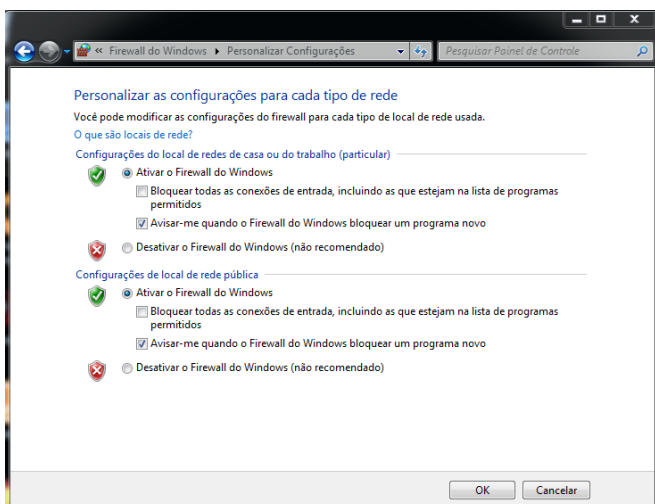 « Firewall do Windows ▸ Personalizar Configurações
Pesquisar Painel de Controle
Personalizar as configurações para cada tipo de rede
Você pode modificar as configurações do firewall para cada tipo de local de rede usada.
O que são locais de rede?
Configurações do local de redes de casa ou do trabalho (particular)
Ativar o Firewall do Windows
Bloquear todas as conexões de entrada, incluindo as que estejam na lista de programas
permitidos
Avisar-me quando o Firewall do Windows bloquear um programa novo
Desativar o Firewall do Windows (não recomendado)
Configurações de local de rede pública
Ativar o Firewall do Windows
Bloquear todas as conexões de entrada, incluindo as que estejam na lista de programas
permitidos
Avisar-me quando o Firewall do Windows bloquear um programa novo
Desativar o Firewall do Windows (não recomendado)
OK
Cancelar